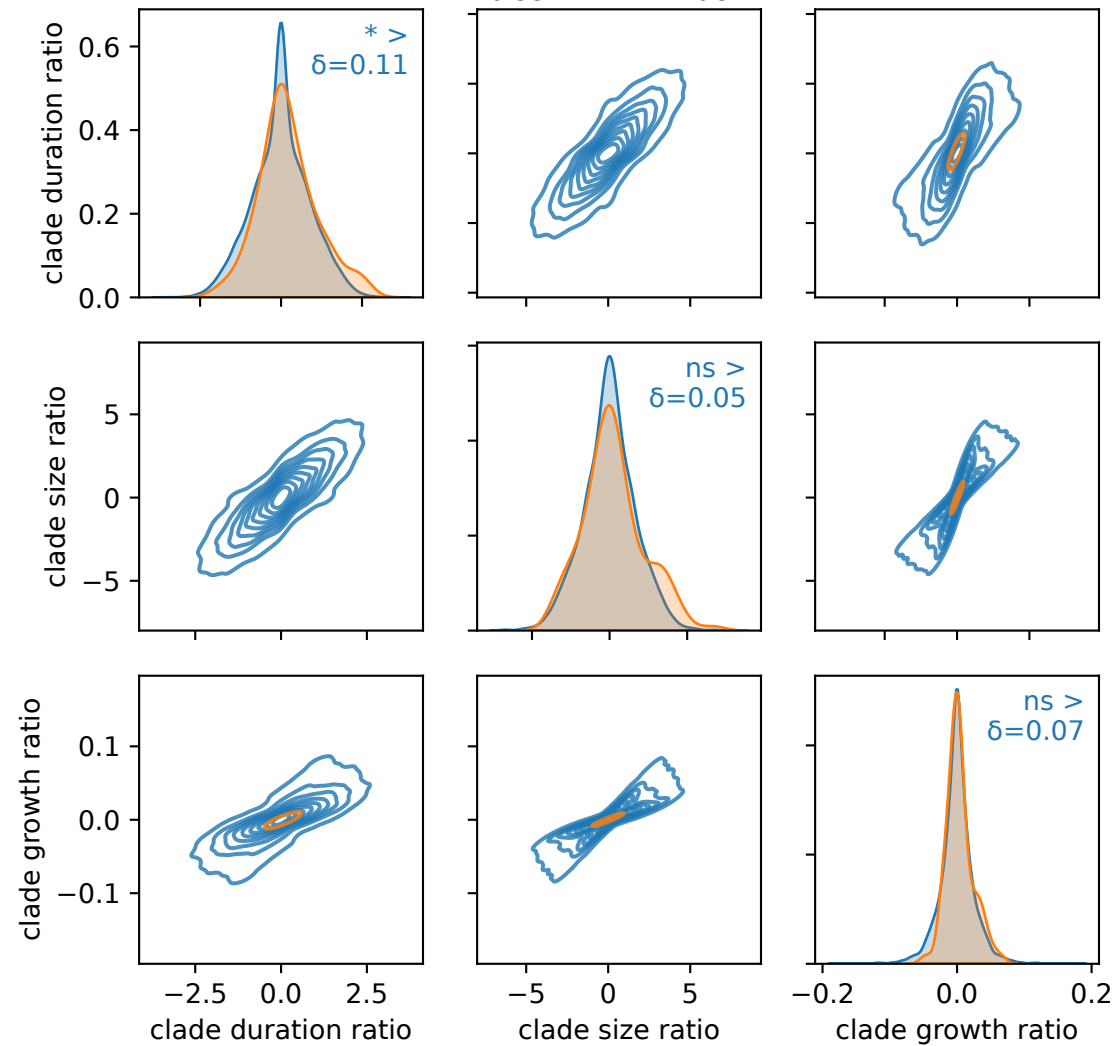 clade duration ratio
0.6
0.4
0.2
0.0
* >
δ=0.11
clade size ratio
5
0
−5
ns >
δ=0.05
clade growth ratio
0.1
0.0
−0.1
ns >
δ=0.07
−2.5 0.0 2.5
−5 0 5
−0.2 0.0 0.2
clade duration ratio
clade size ratio
clade growth ratio